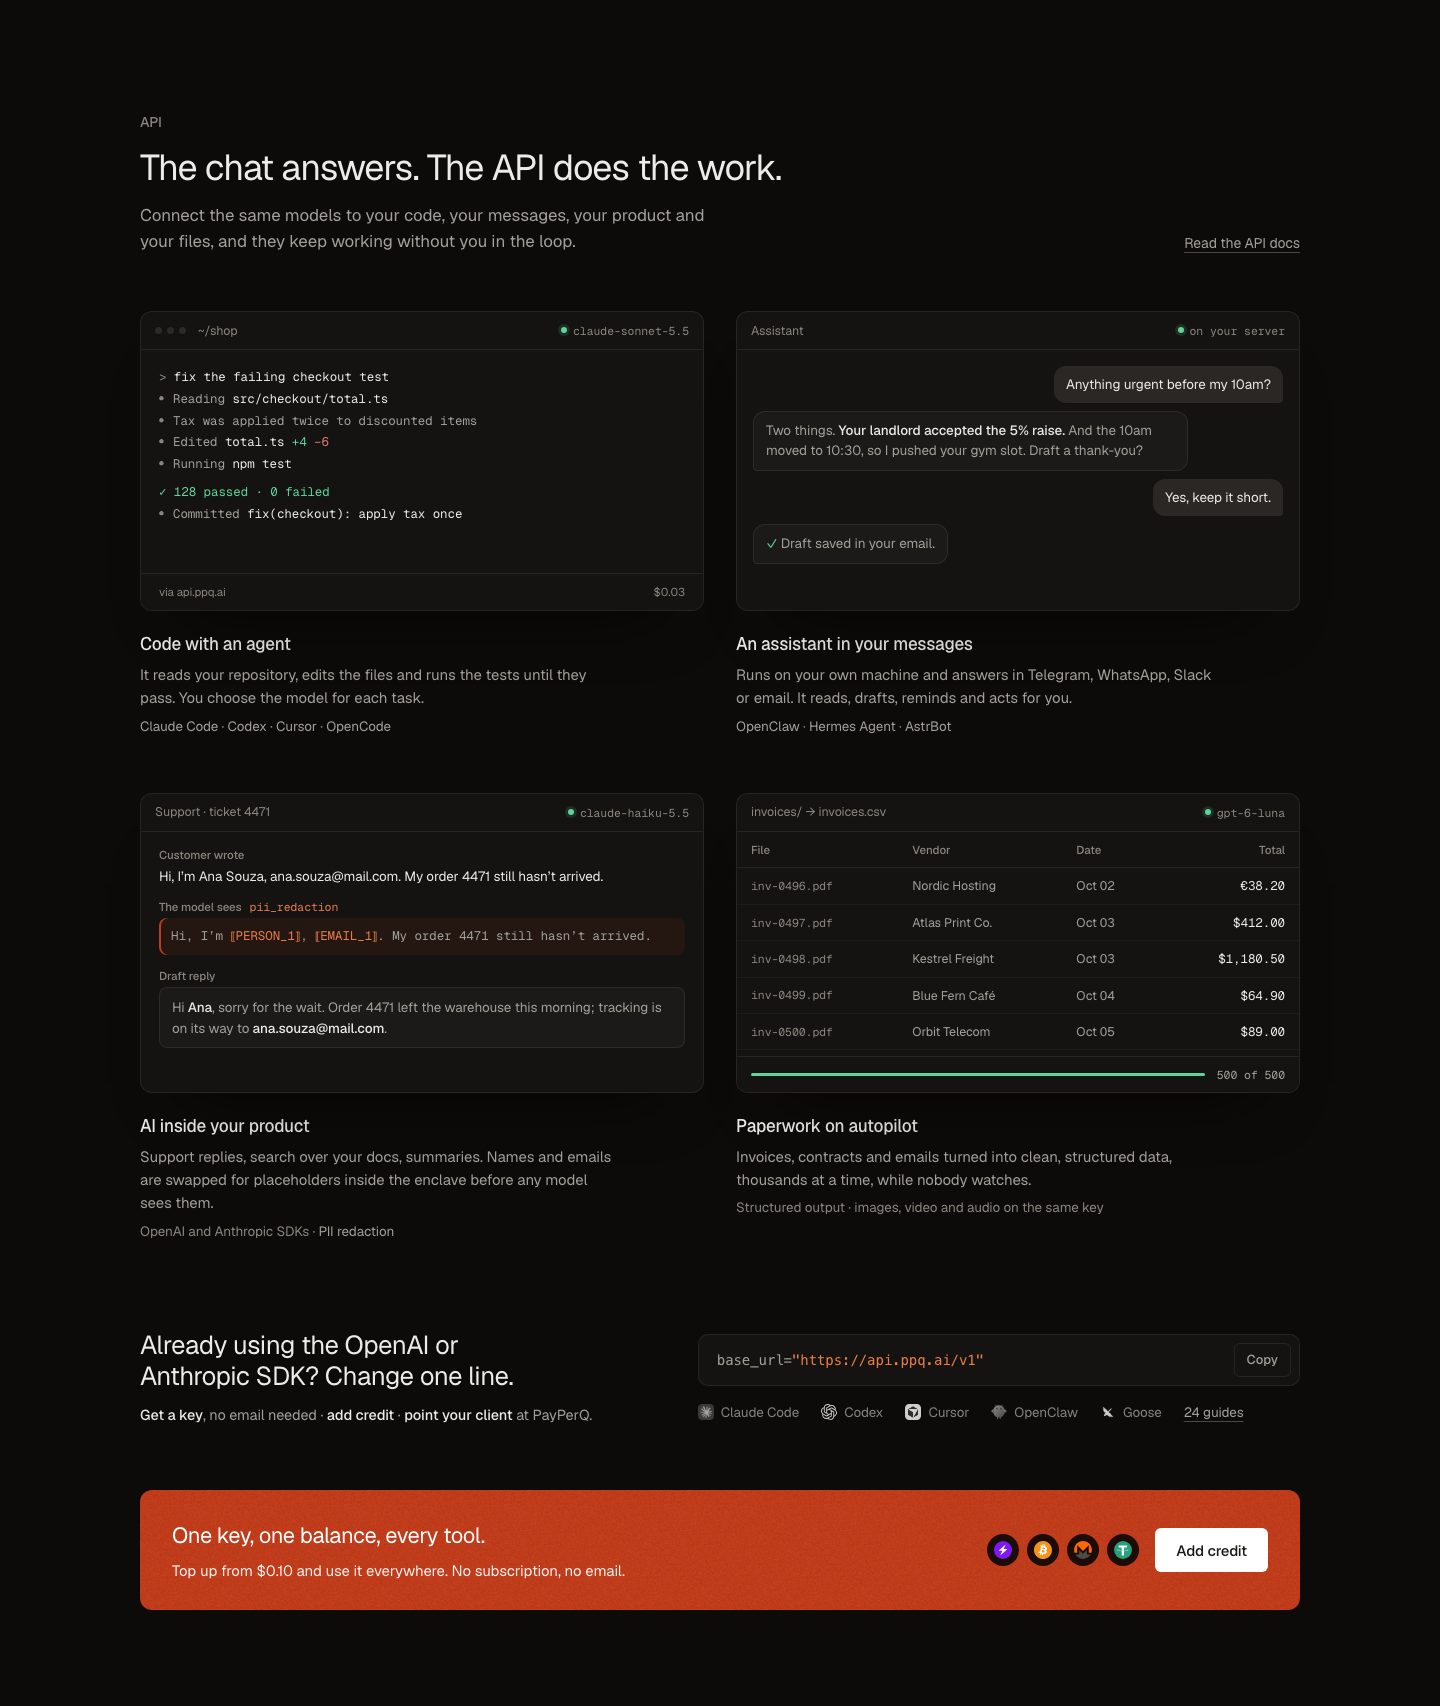 API
The chat answers. The API does the work.
Connect the same models to your code, your messages, your product and
your files, and they keep working without you in the loop.
Read the API docs
~/shop
claude-sonnet-5.5
> fix the failing checkout test
• Reading src/checkout/total.ts
• Tax was applied twice to discounted items
• Edited total.ts +4 −6
• Running npm test
✓ 128 passed · 0 failed
• Committed fix(checkout): apply tax once
via api.ppq.ai
$0.03
Code with an agent
It reads your repository, edits the files and runs the tests until they
pass. You choose the model for each task.
Claude Code · Codex · Cursor · OpenCode
Assistant
on your server
Anything urgent before my 10am?
Two things. Your landlord accepted the 5% raise. And the 10am
moved to 10:30, so I pushed your gym slot. Draft a thank-you?
Yes, keep it short.
✓ Draft saved in your email.
An assistant in your messages
Runs on your own machine and answers in Telegram, WhatsApp, Slack
or email. It reads, drafts, reminds and acts for you.
OpenClaw · Hermes Agent · AstrBot
Support · ticket 4471
claude-haiku-5.5
Customer wrote
Hi, I’m Ana Souza, ana.souza@mail.com. My order 4471 still hasn’t arrived.
The model sees pii_redaction
Hi, I’m ⟦PERSON_1⟧, ⟦EMAIL_1⟧. My order 4471 still hasn’t arrived.
Draft reply
Hi Ana, sorry for the wait. Order 4471 left the warehouse this morning; tracking is
on its way to ana.souza@mail.com.
AI inside your product
Support replies, search over your docs, summaries. Names and emails
are swapped for placeholders inside the enclave before any model
sees them.
OpenAI and Anthropic SDKs · PII redaction
invoices/ → invoices.csv
gpt-6-luna
File Vendor Date Total
inv-0496.pdf Nordic Hosting Oct 02 €38.20
inv-0497.pdf Atlas Print Co. Oct 03 $412.00
inv-0498.pdf Kestrel Freight Oct 03 $1,180.50
inv-0499.pdf Blue Fern Café Oct 04 $64.90
inv-0500.pdf Orbit Telecom Oct 05 $89.00
500 of 500
Paperwork on autopilot
Invoices, contracts and emails turned into clean, structured data,
thousands at a time, while nobody watches.
Structured output · images, video and audio on the same key
Already using the OpenAI or
Anthropic SDK? Change one line.
Get a key, no email needed · add credit · point your client at PayPerQ.
base_url="https://api.ppq.ai/v1"
Copy
Claude Code Codex Cursor OpenClaw Goose 24 guides
One key, one balance, every tool.
Top up from $0.10 and use it everywhere. No subscription, no email.
Add credit